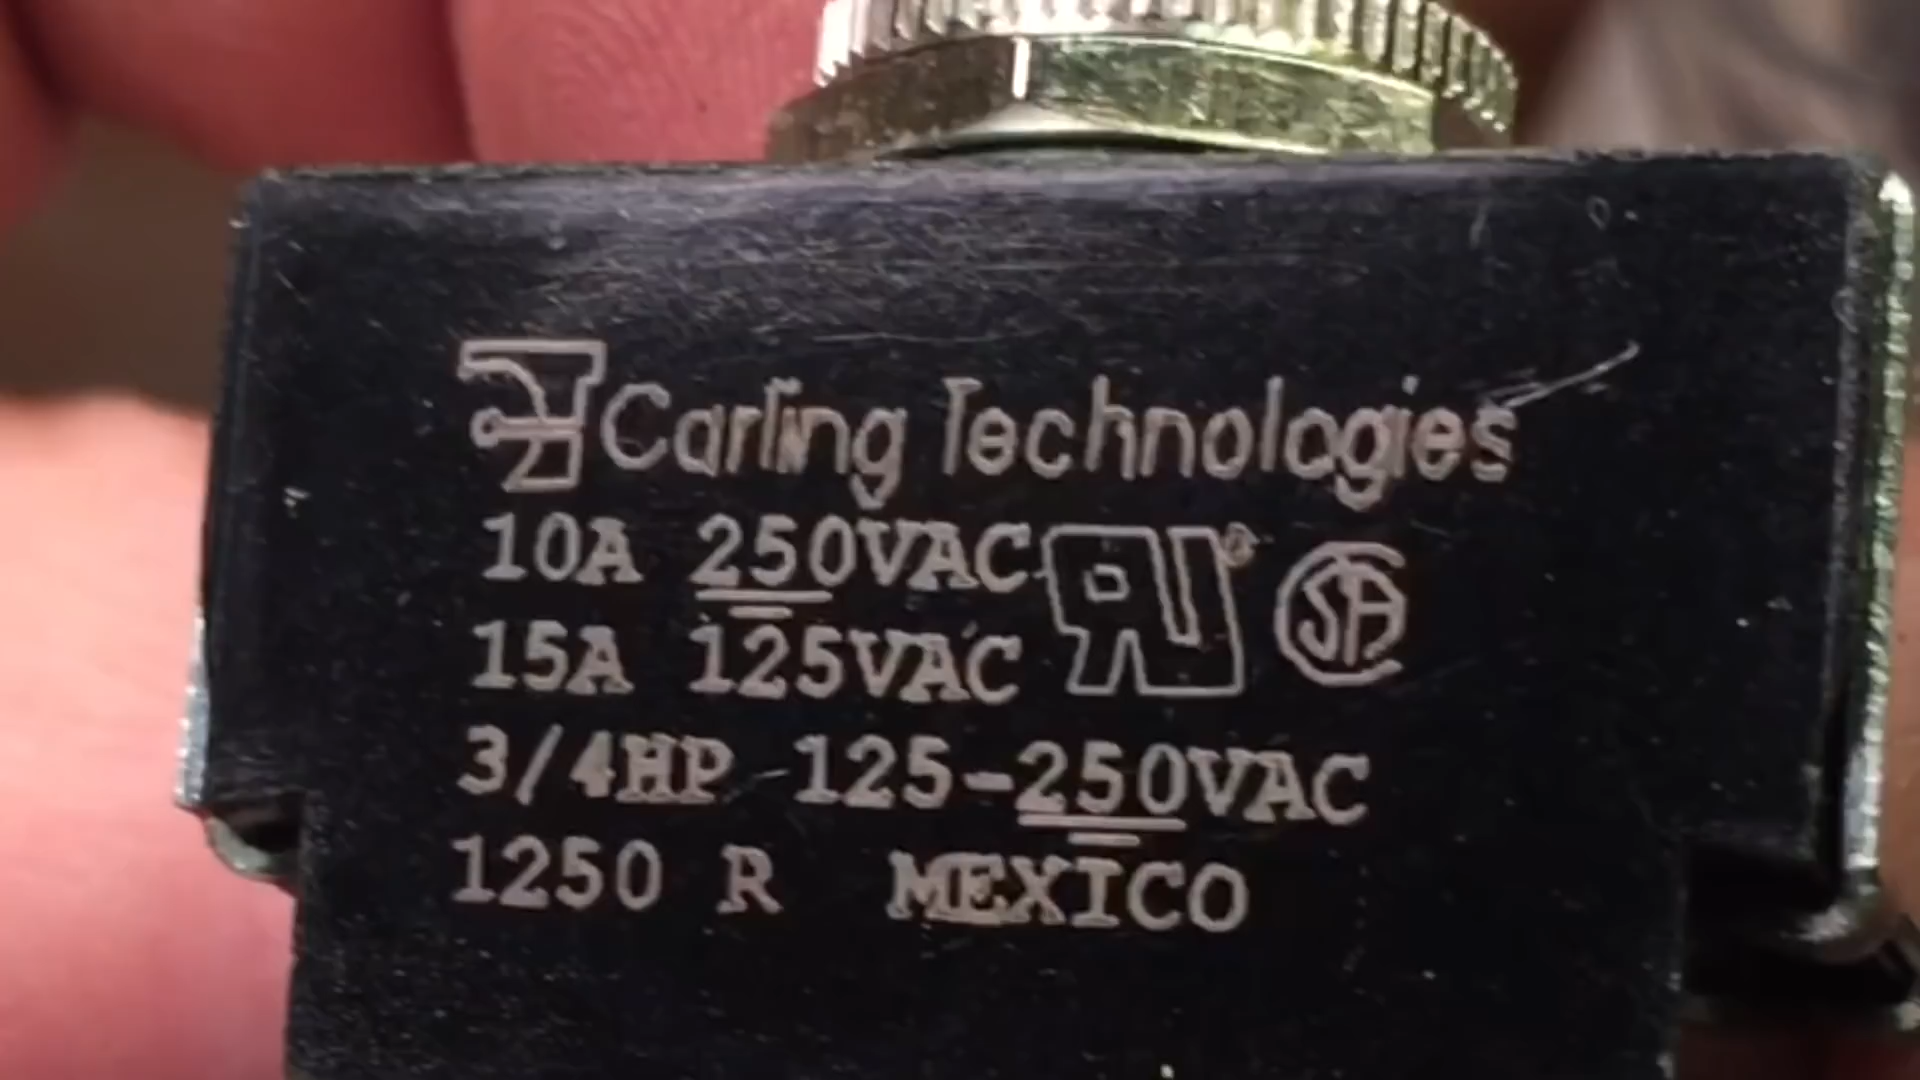 Carling Technologies
10A 250VAC
15A 125VAC
3/4HP 125-250VAC
1250 R MEXICO